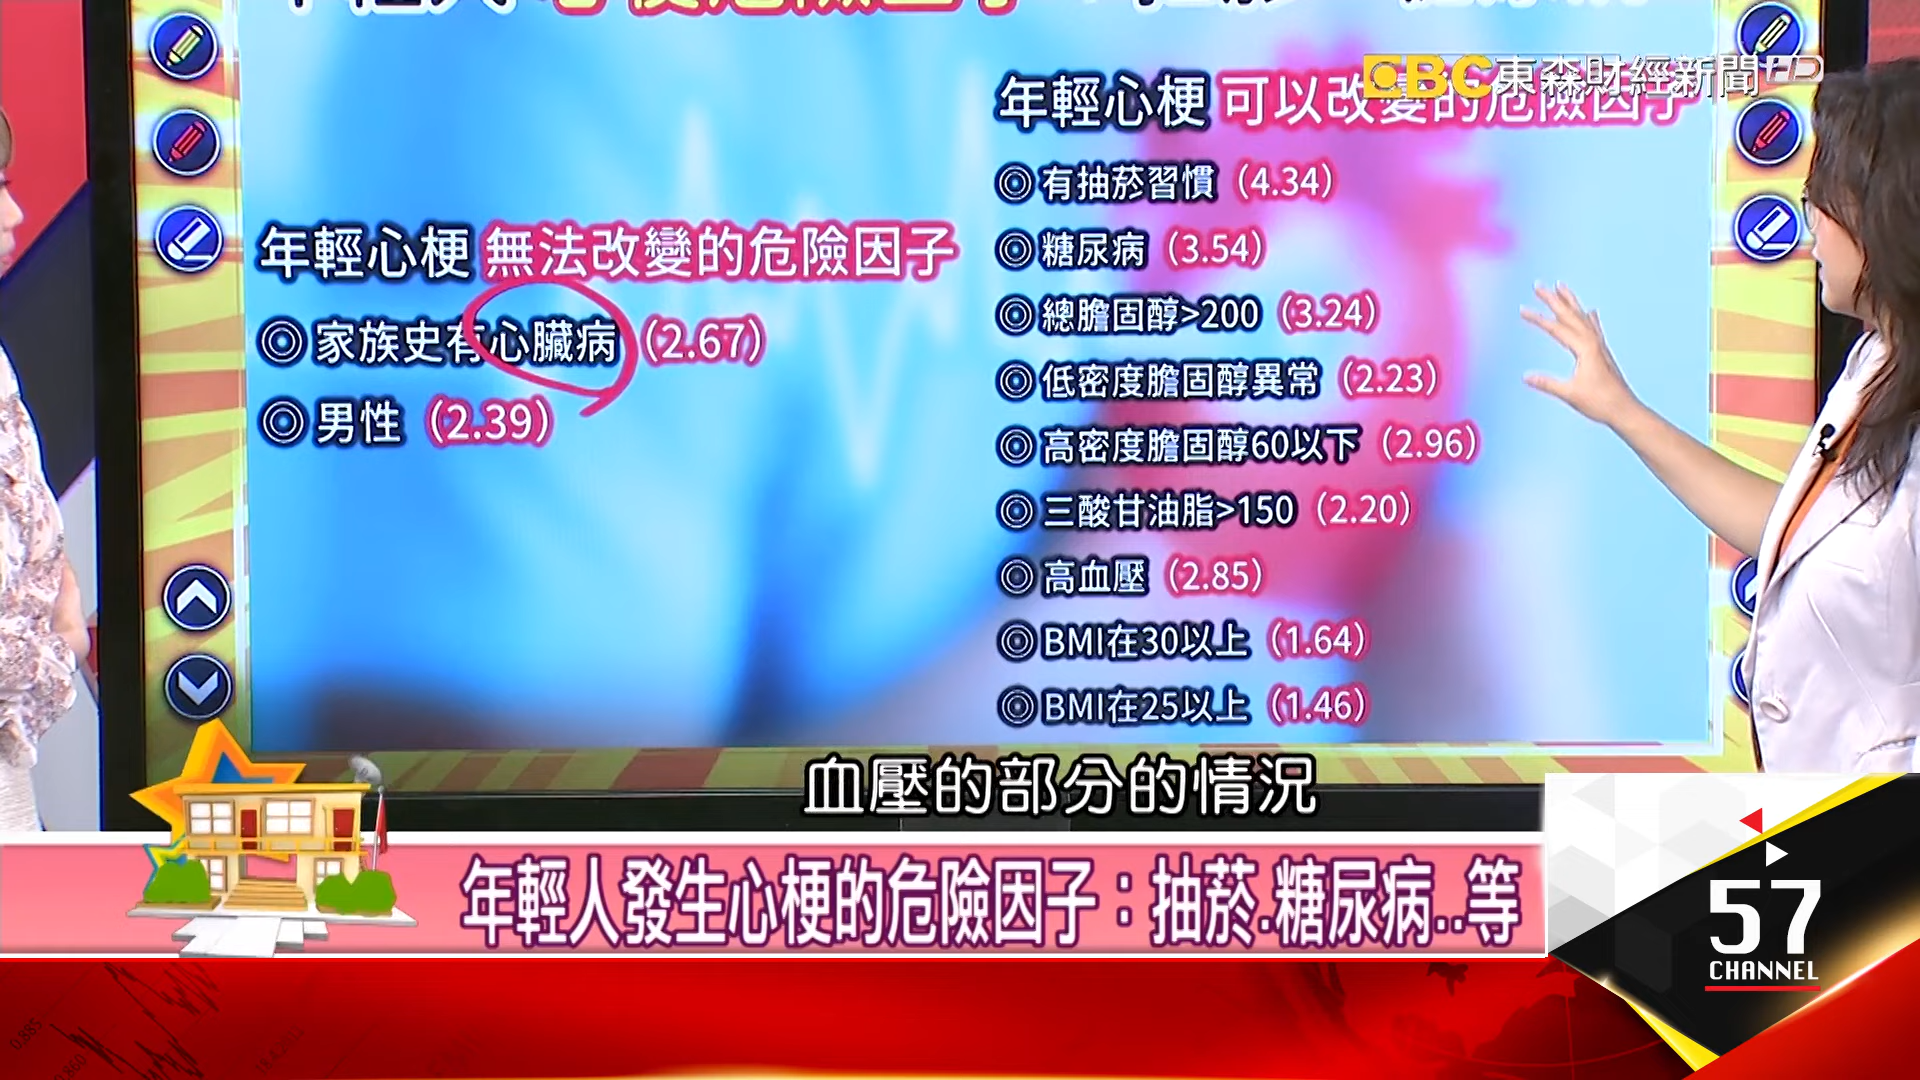 EBC 東森財經新聞 HD
年輕心梗 無法改變的危險因子
◎家族史有心臟病（2.67）
◎男性（2.39）
年輕心梗 可以改變的危險因子
◎有抽菸習慣（4.34）
◎糖尿病（3.54）
◎總膽固醇>200（3.24）
◎低密度膽固醇異常（2.23）
◎高密度膽固醇60以下（2.96）
◎三酸甘油脂>150（2.20）
◎高血壓（2.85）
◎BMI在30以上（1.64）
◎BMI在25以上（1.46）
血壓的部分的情況
年輕人發生心梗的危險因子：抽菸.糖尿病..等
57
CHANNEL